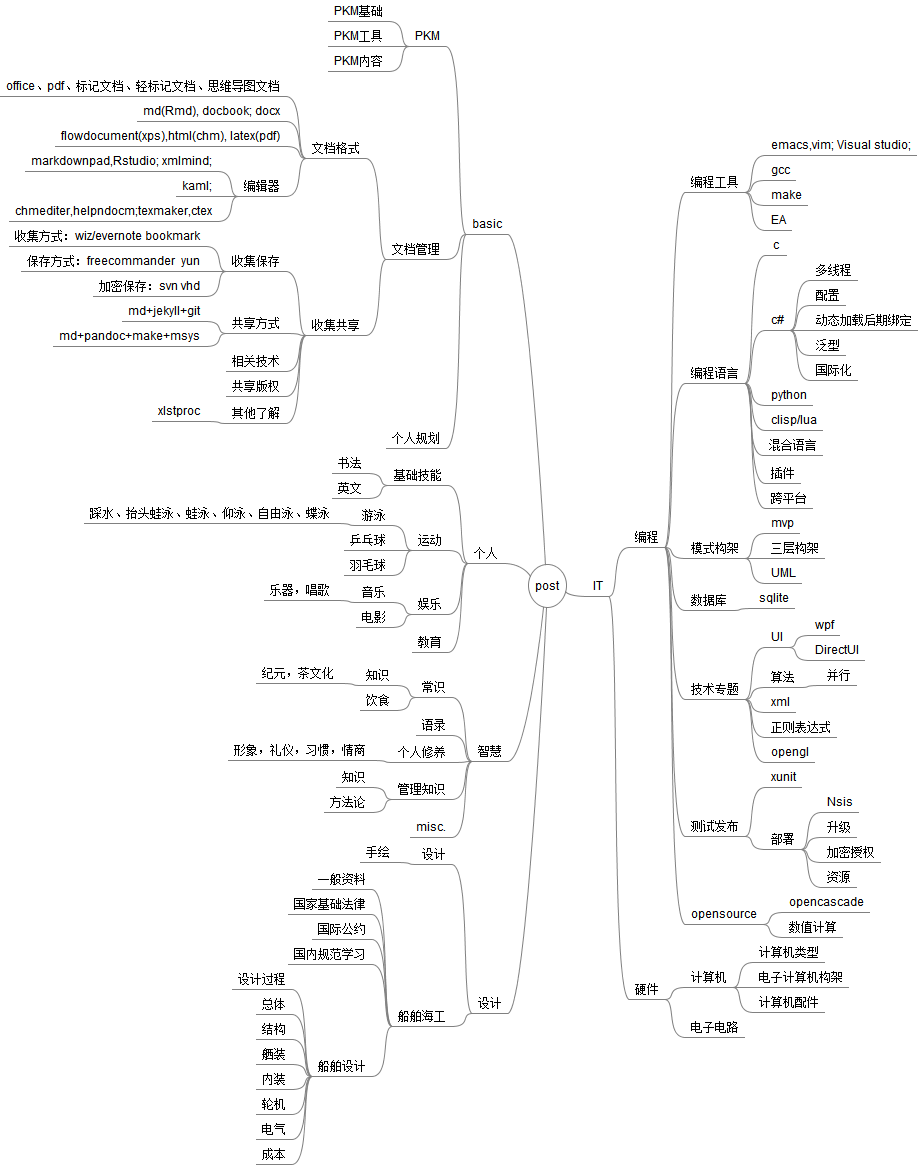 PKM基础
PKM工具
PKM内容
PKM
office、pdf、标记文档、轻标记文档、思维导图文档
md(Rmd), docbook; docx
flowdocument(xps),html(chm), latex(pdf)
markdownpad,Rstudio; xmlmind;
kaml;
chmediter,helpndocm;texmaker,ctex
编辑器
文档格式
收集方式：wiz/evernote bookmark
保存方式：freecommander yun
加密保存：svn vhd
收集保存
md+jekyll+git
md+pandoc+make+msys
共享方式
相关技术
共享版权
xlstproc
其他了解
收集共享
文档管理
个人规划
basic
书法
英文
基础技能
踩水、抬头蛙泳、蛙泳、仰泳、自由泳、蝶泳
游泳
乒乓球
羽毛球
运动
乐器，唱歌
音乐
电影
娱乐
教育
个人
纪元，茶文化
知识
饮食
常识
语录
形象，礼仪，习惯，情商
个人修养
知识
方法论
管理知识
misc.
智慧
手绘
设计
一般资料
国家基础法律
国际公约
国内规范学习
设计过程
总体
结构
舾装
内装
轮机
电气
成本
船舶设计
船舶海工
设计
post
IT
编程
编程工具
emacs,vim; Visual studio;
gcc
make
EA
编程语言
c
c#
多线程
配置
动态加载后期绑定
泛型
国际化
python
clisp/lua
混合语言
插件
跨平台
模式构架
mvp
三层构架
UML
数据库
sqlite
技术专题
UI
wpf
DirectUI
算法
并行
xml
正则表达式
opengl
测试发布
xunit
部署
Nsis
升级
加密授权
资源
opensource
opencascade
数值计算
硬件
计算机
计算机类型
电子计算机构架
计算机配件
电子电路